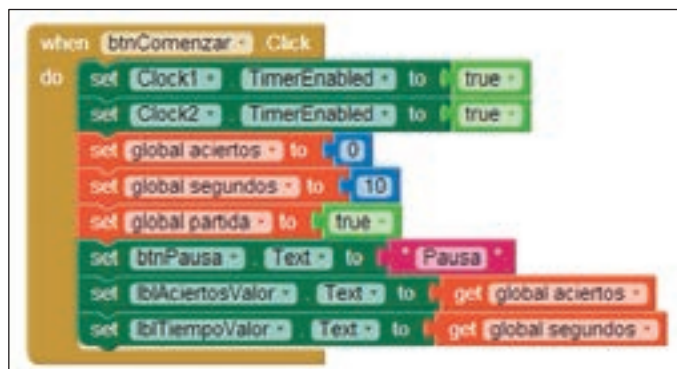 when btnComenzar .Click
do set Clock1 . TimerEnabled to true
set Clock2 . TimerEnabled to true
set global aciertos to 0
set global segundos to 10
set global partida to true
set btnPausa . Text to " Pausa "
set lblAciertosValor . Text to get global aciertos
set lblTiempoValor . Text to get global segundos